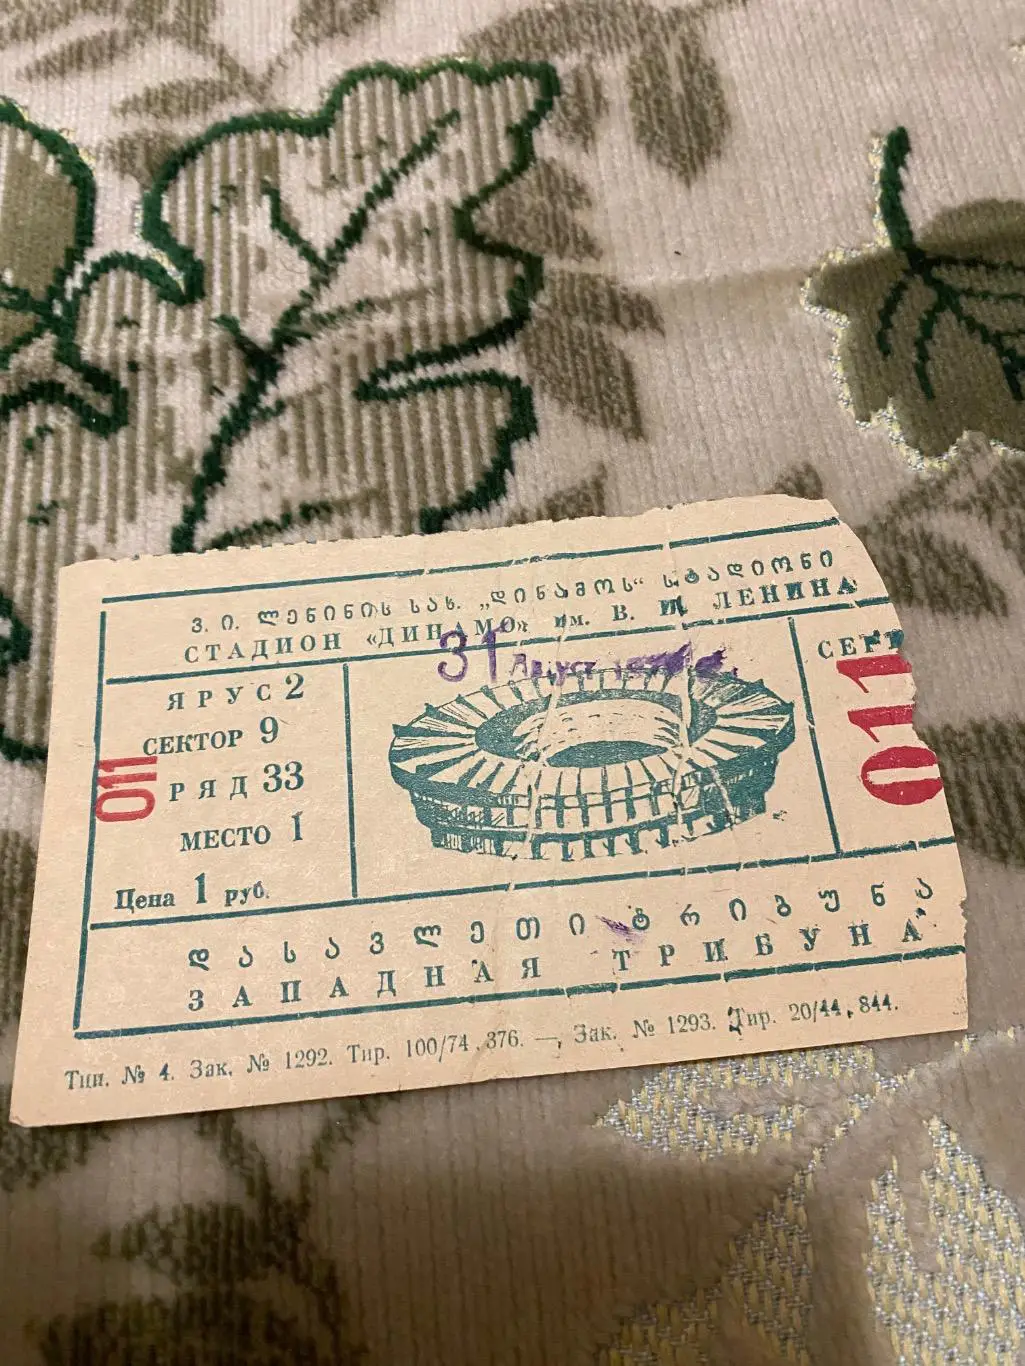 ვ. ი. ლენინის სახ. „დინამოს“ სტადიონი
СТАДИОН «ДИНАМО» им. В. И. ЛЕНИНА
31 Август
ЯРУС 2
СЕКТОР 9
РЯД 33
МЕСТО 1
Цена 1 руб.
011
011
დასავლეთი ტრიბუნა
ЗАПАДНАЯ ТРИБУНА
Тип. № 4. Зак. № 1292. Тир. 100/74.376. —, Зак. № 1293. Тир. 20/44.844.